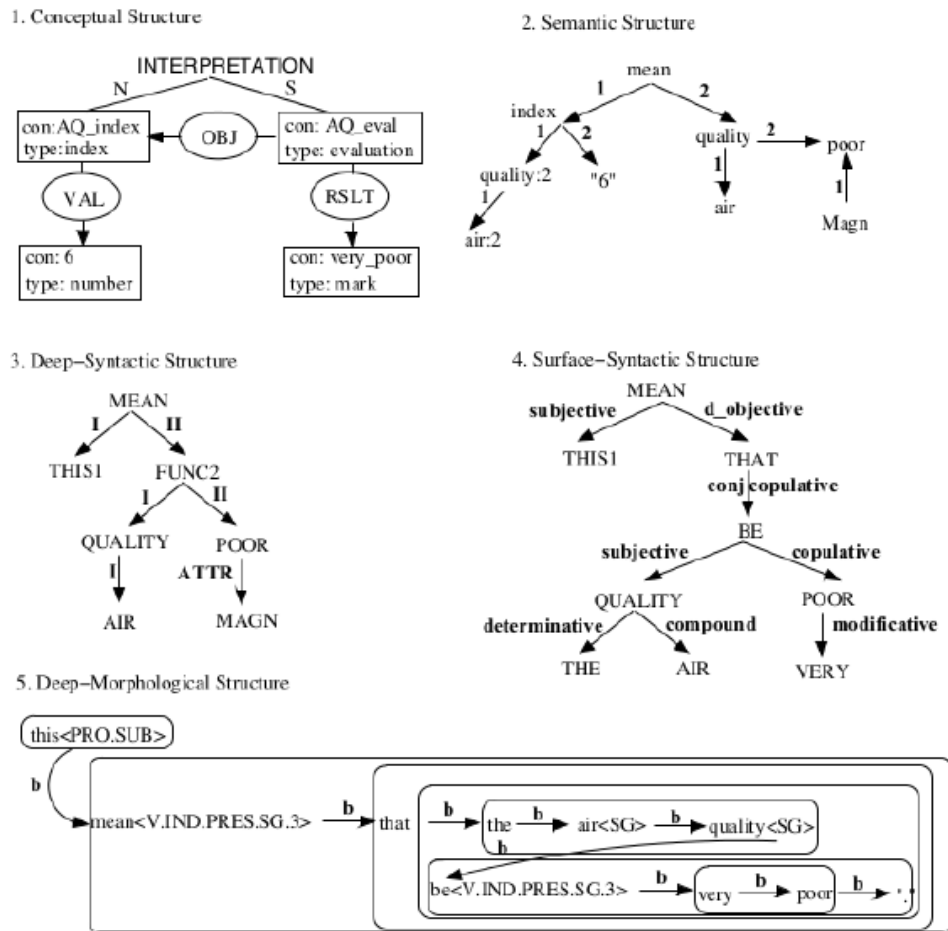 1. Conceptual Structure
INTERPRETATION
N S
con:AQ_index
type:index
OBJ
con: AQ_eval
type: evaluation
VAL
RSLT
con: 6
type: number
con: very_poor
type: mark
2. Semantic Structure
mean
1 2
index
1 2
quality 2 poor
quality:2 "6"
1 1 1
air:2
air
Magn
3. Deep–Syntactic Structure
MEAN
I II
THIS1 FUNC2
I II
QUALITY POOR
I ATTR
AIR MAGN
4. Surface–Syntactic Structure
MEAN
subjective d_objective
THIS1 THAT
conj copulative
BE
subjective copulative
QUALITY POOR
determinative compound modificative
THE AIR VERY
5. Deep–Morphological Structure
this<PRO.SUB>
b
mean<V.IND.PRES.SG.3> b that b the b air<SG> b quality<SG>
b
be<V.IND.PRES.SG.3> b very b poor b "."